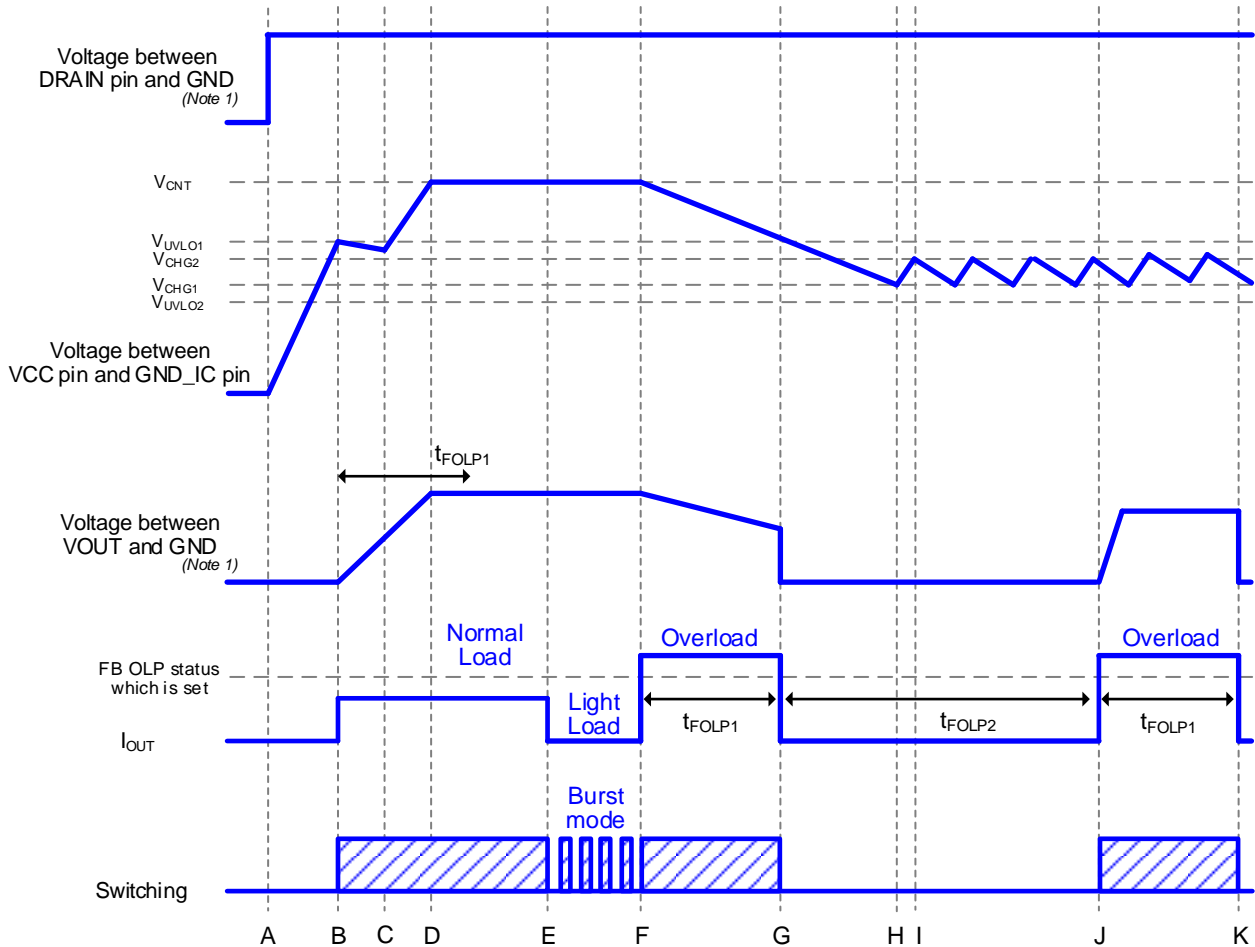 Voltage between
DRAIN pin and GND
(Note 1)
VCNT
VUVLO1
VCHG2
VCHG1
VUVLO2
Voltage between
VCC pin and GND_IC pin
tFOLP1
Voltage between
VOUT and GND
(Note 1)
Normal
Load
Overload
Overload
FB OLP status
which is set
Light
Load
tFOLP1
tFOLP2
tFOLP1
IOUT
Burst
mode
Switching
A B C D E F G H I J K